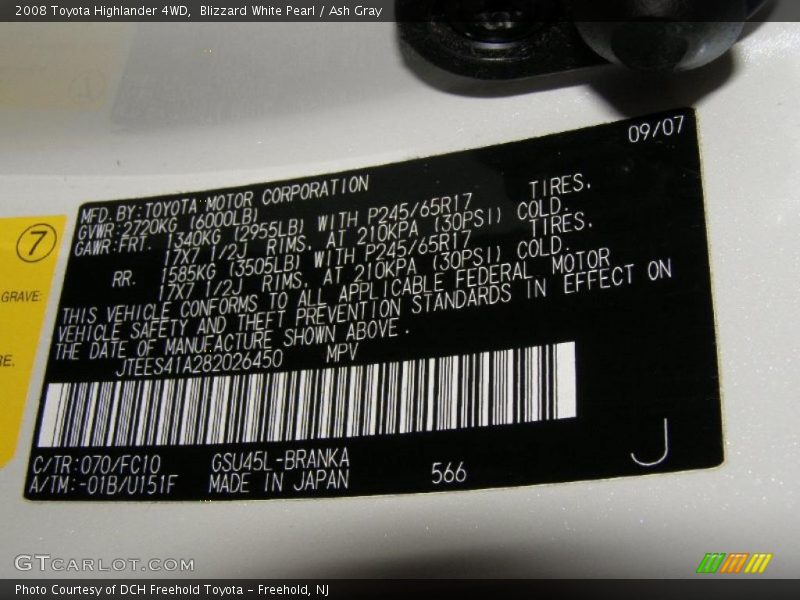 2008 Toyota Highlander 4WD,  Blizzard White Pearl / Ash Gray
09/07
MFD. BY: TOYOTA MOTOR CORPORATION
GVWR: 2720KG (6000LB)
GAWR: FRT. 1340KG (2955LB) WITH P245/65R17 TIRES,
17X7 1/2J RIMS, AT 210KPA (30PSI) COLD.
RR. 1585KG (3505LB) WITH P245/65R17 TIRES,
17X7 1/2J RIMS, AT 210KPA (30PSI) COLD.
THIS VEHICLE CONFORMS TO ALL APPLICABLE FEDERAL MOTOR
VEHICLE SAFETY AND THEFT PREVENTION STANDARDS IN EFFECT ON
THE DATE OF MANUFACTURE SHOWN ABOVE.
JTEES41A282026450 MPV
C/TR: 070/FC10 GSU45L-BRANKA
A/TM: -01B/U151F MADE IN JAPAN 566
J
7
GRAVE:
RE.
GTCARLOT.COM
Photo Courtesy of DCH Freehold Toyota - Freehold, NJ